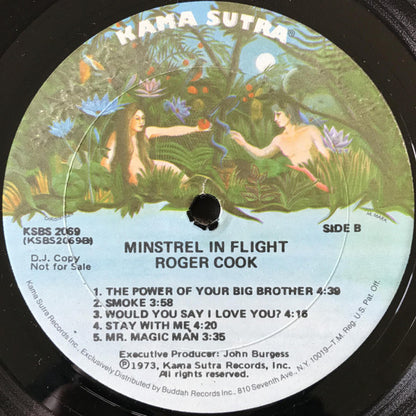 KAMA SUTRA®
M. MAXA
KSBS 2069
(KSBS2069B)
SIDE B
D.J. Copy
Not for Sale
MINSTREL IN FLIGHT
ROGER COOK
1. THE POWER OF YOUR BIG BROTHER 4:39
2. SMOKE 3:58
3. WOULD YOU SAY I LOVE YOU? 4:16
4. STAY WITH ME 4:20
5. MR. MAGIC MAN 3:35
Executive Producer: John Burgess
Ⓟ1973, Kama Sutra Records, Inc.
All rights reserved.
Kama Sutra Records Inc., Exclusively Distributed by Buddah Records Inc., 810 Seventh Ave., N.Y. 10019–T.M. Reg. U.S. Pat. Off.